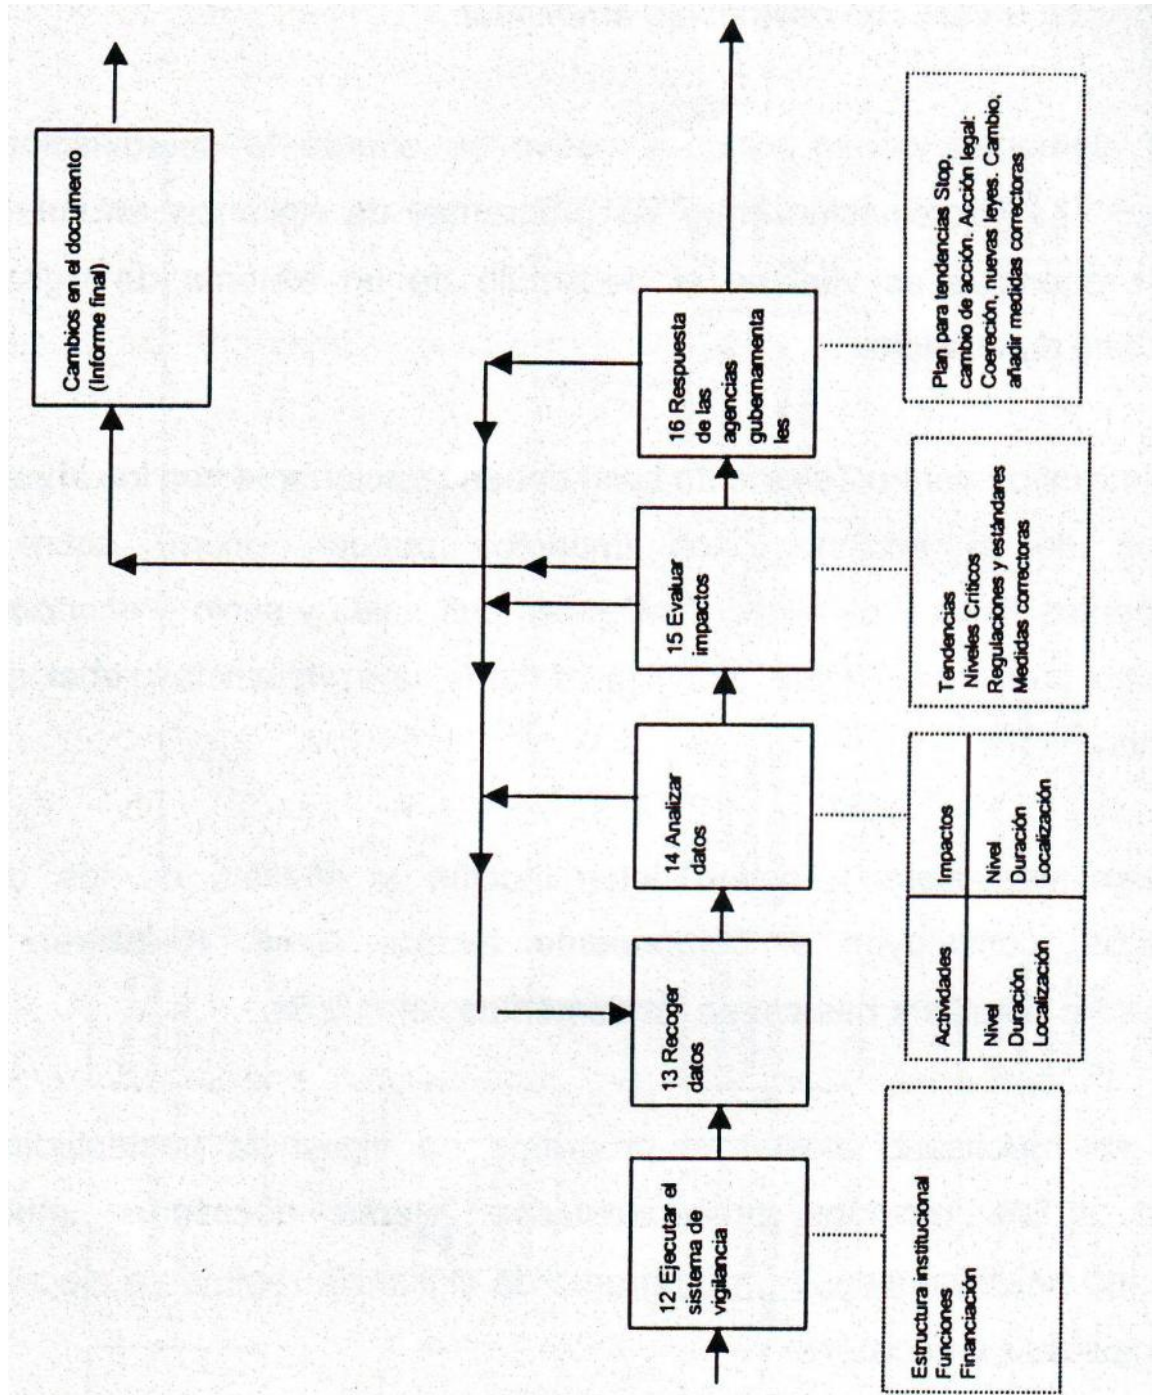 Cambios en el documento
(Informe final)
12 Ejecutar el
sistema de
vigilancia
13 Recoger
datos
14 Analizar
datos
15 Evaluar
impactos
16 Respuesta
de las
agencias
gubernamenta
les
Estructura institucional
Funciones
Financiación
Actividades
Nivel
Duración
Localización
Impactos
Nivel
Duración
Localización
Tendencias
Niveles Críticos
Regulaciones y estándares
Medidas correctoras
Plan para tendencias Stop,
cambio de acción. Acción legal:
Coereción, nuevas leyes. Cambio,
añadir medidas correctoras